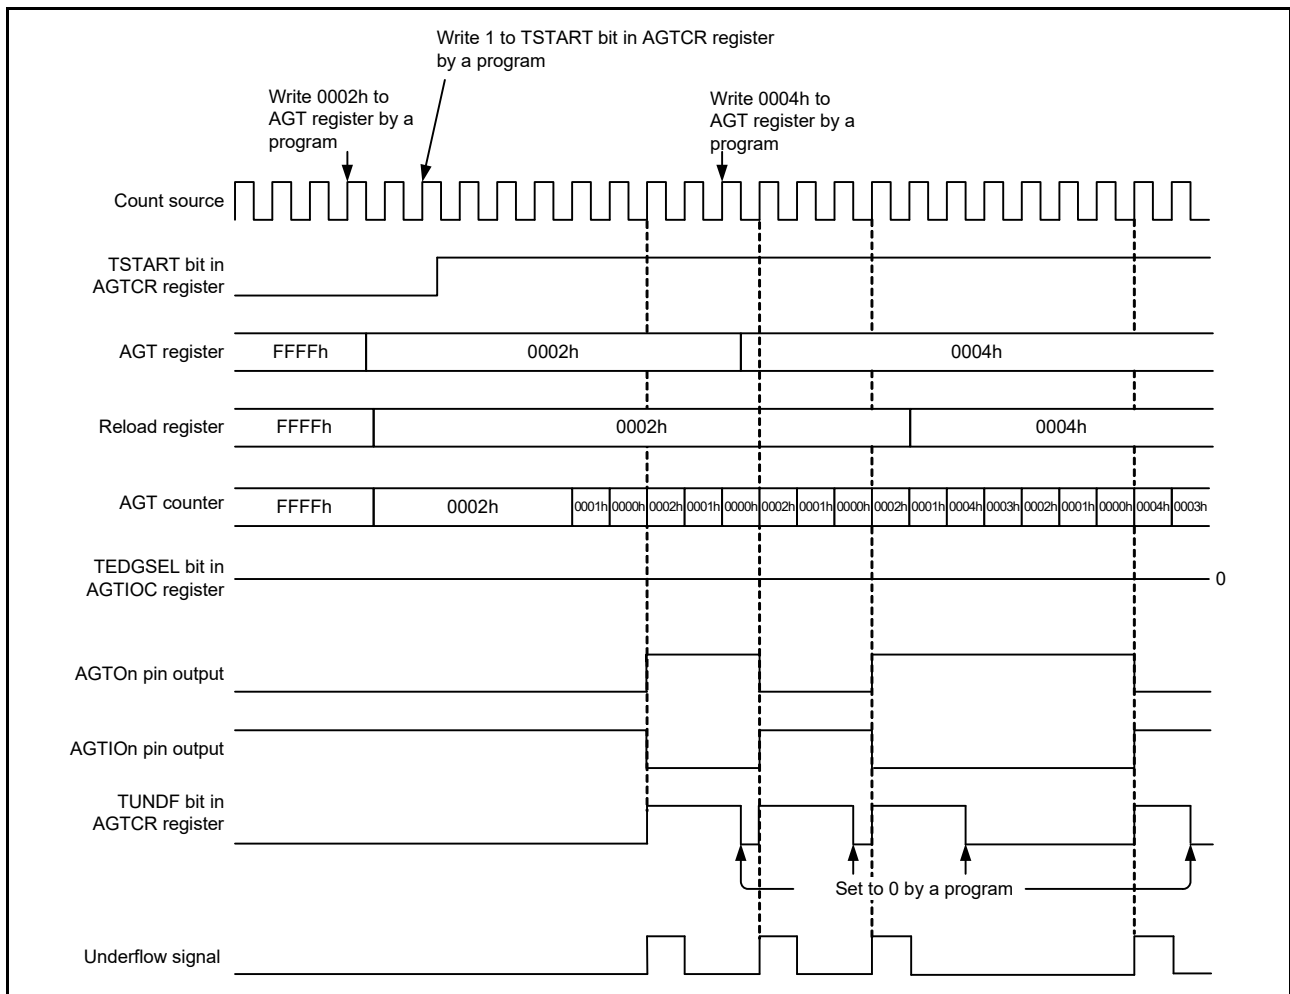 Write 1 to TSTART bit in AGTCR register
by a program
Write 0002h to
AGT register by a
program
Write 0004h to
AGT register by a
program
Count source
TSTART bit in
AGTCR register
AGT register
FFFFh
0002h
0004h
Reload register
FFFFh
0002h
0004h
AGT counter
FFFFh
0002h
0001h 0000h 0002h 0001h 0000h 0002h 0001h 0000h 0002h 0001h 0004h 0003h 0002h 0001h 0000h 0004h 0003h
TEDGSEL bit in
AGTIOC register
0
AGTOn pin output
AGTIOn pin output
TUNDF bit in
AGTCR register
Set to 0 by a program
Underflow signal